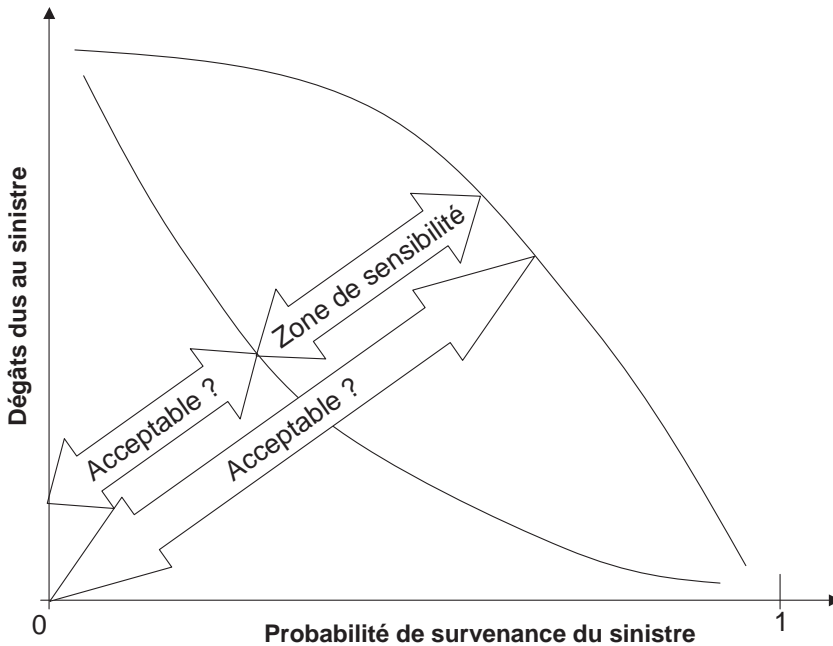 Dégâts dus au sinistre
Zone de sensibilité
Acceptable ?
Acceptable ?
0
1
Probabilité de survenance du sinistre